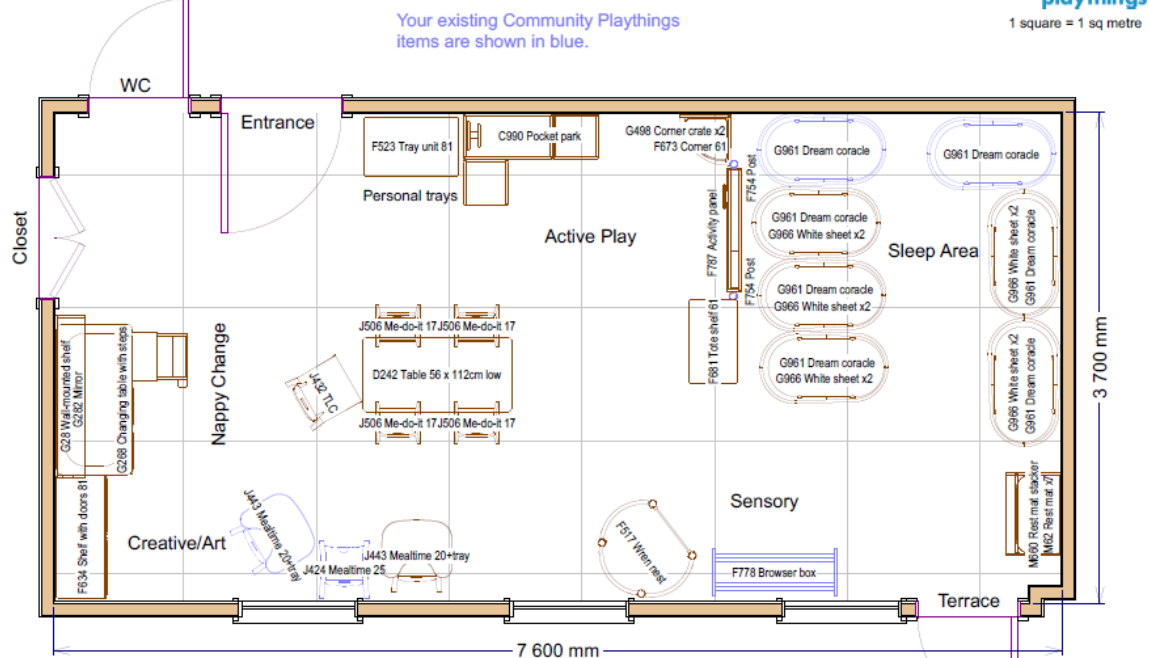 playthings
Your existing Community Playthings
items are shown in blue.
1 square = 1 sq metre
WC
Entrance
F523 Tray unit 81
C990 Pocket park
G498 Corner crate x2
F673 Corner 61
G961 Dream coracle
G961 Dream coracle
Personal trays
F754 Post
F787 Activity panel
F754 Post
Active Play
G961 Dream coracle
G966 White sheet x2
Sleep Area
G966 White sheet x2
G961 Dream coracle
Closet
G961 Dream coracle
G966 White sheet x2
J506 Me-do-it 17
J506 Me-do-it 17
D242 Table 56 x 112cm low
J506 Me-do-it 17
J506 Me-do-it 17
J432 TLC
F681 Tote shelf 61
G961 Dream coracle
G966 White sheet x2
G966 White sheet x2
G961 Dream coracle
3 700 mm
G28 Wall-mounted shelf
G282 Mirror
G268 Changing table with steps
Nappy Change
Creative/Art
F634 Shelf with doors 81
J443 Mealtime 20+tray
J424 Mealtime 25
J443 Mealtime 20+tray
F517 Wren nest
Sensory
F778 Browser box
M660 Rest mat stacker
M62 Rest mat x7
Terrace
7 600 mm